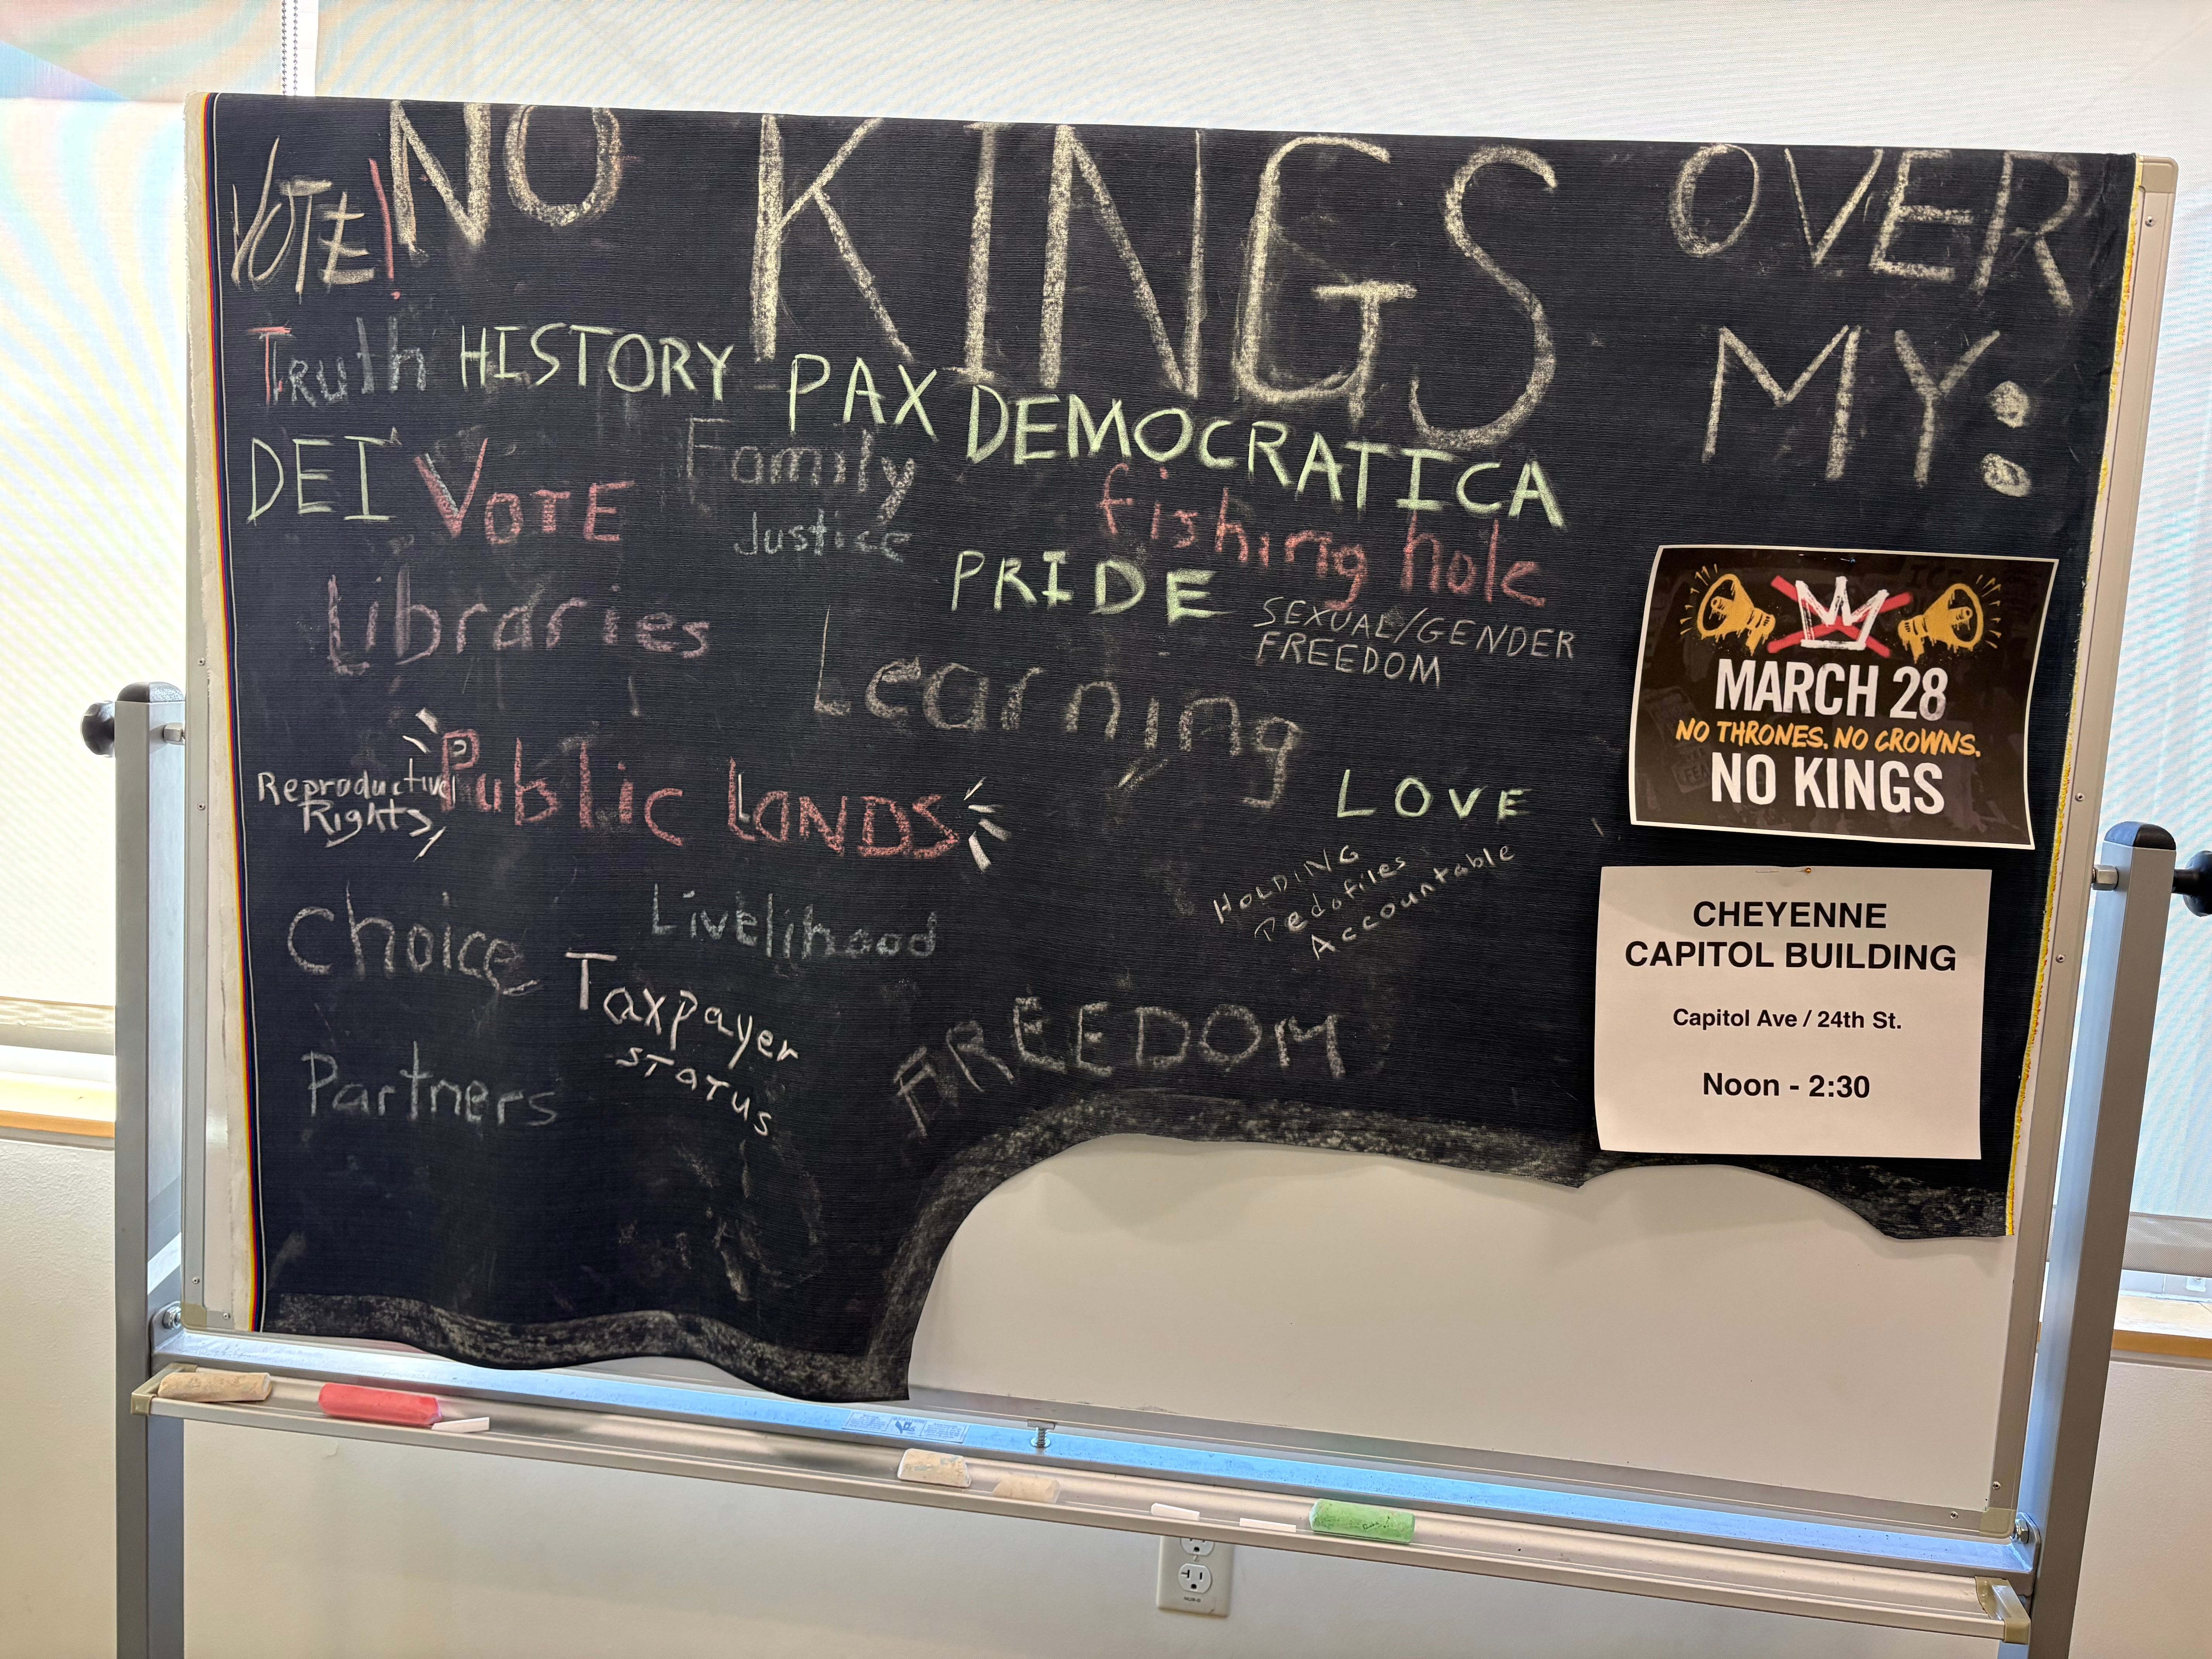 VOTE! NO KINGS OVER
MY:
Truth HISTORY PAX DEMOCRATICA
DEI VOTE Family
Justice
fishing hole
PRIDE
SEXUAL/GENDER
FREEDOM
Libraries
Learning
Reproductive
Rights
Public LANDS
LOVE
HOLDING
Pedofiles
Accountable
Choice
Livelihood
Taxpayer
STATUS
Partners
FREEDOM
MARCH 28
NO THRONES. NO CROWNS.
NO KINGS
CHEYENNE
CAPITOL BUILDING
Capitol Ave / 24th St.
Noon - 2:30